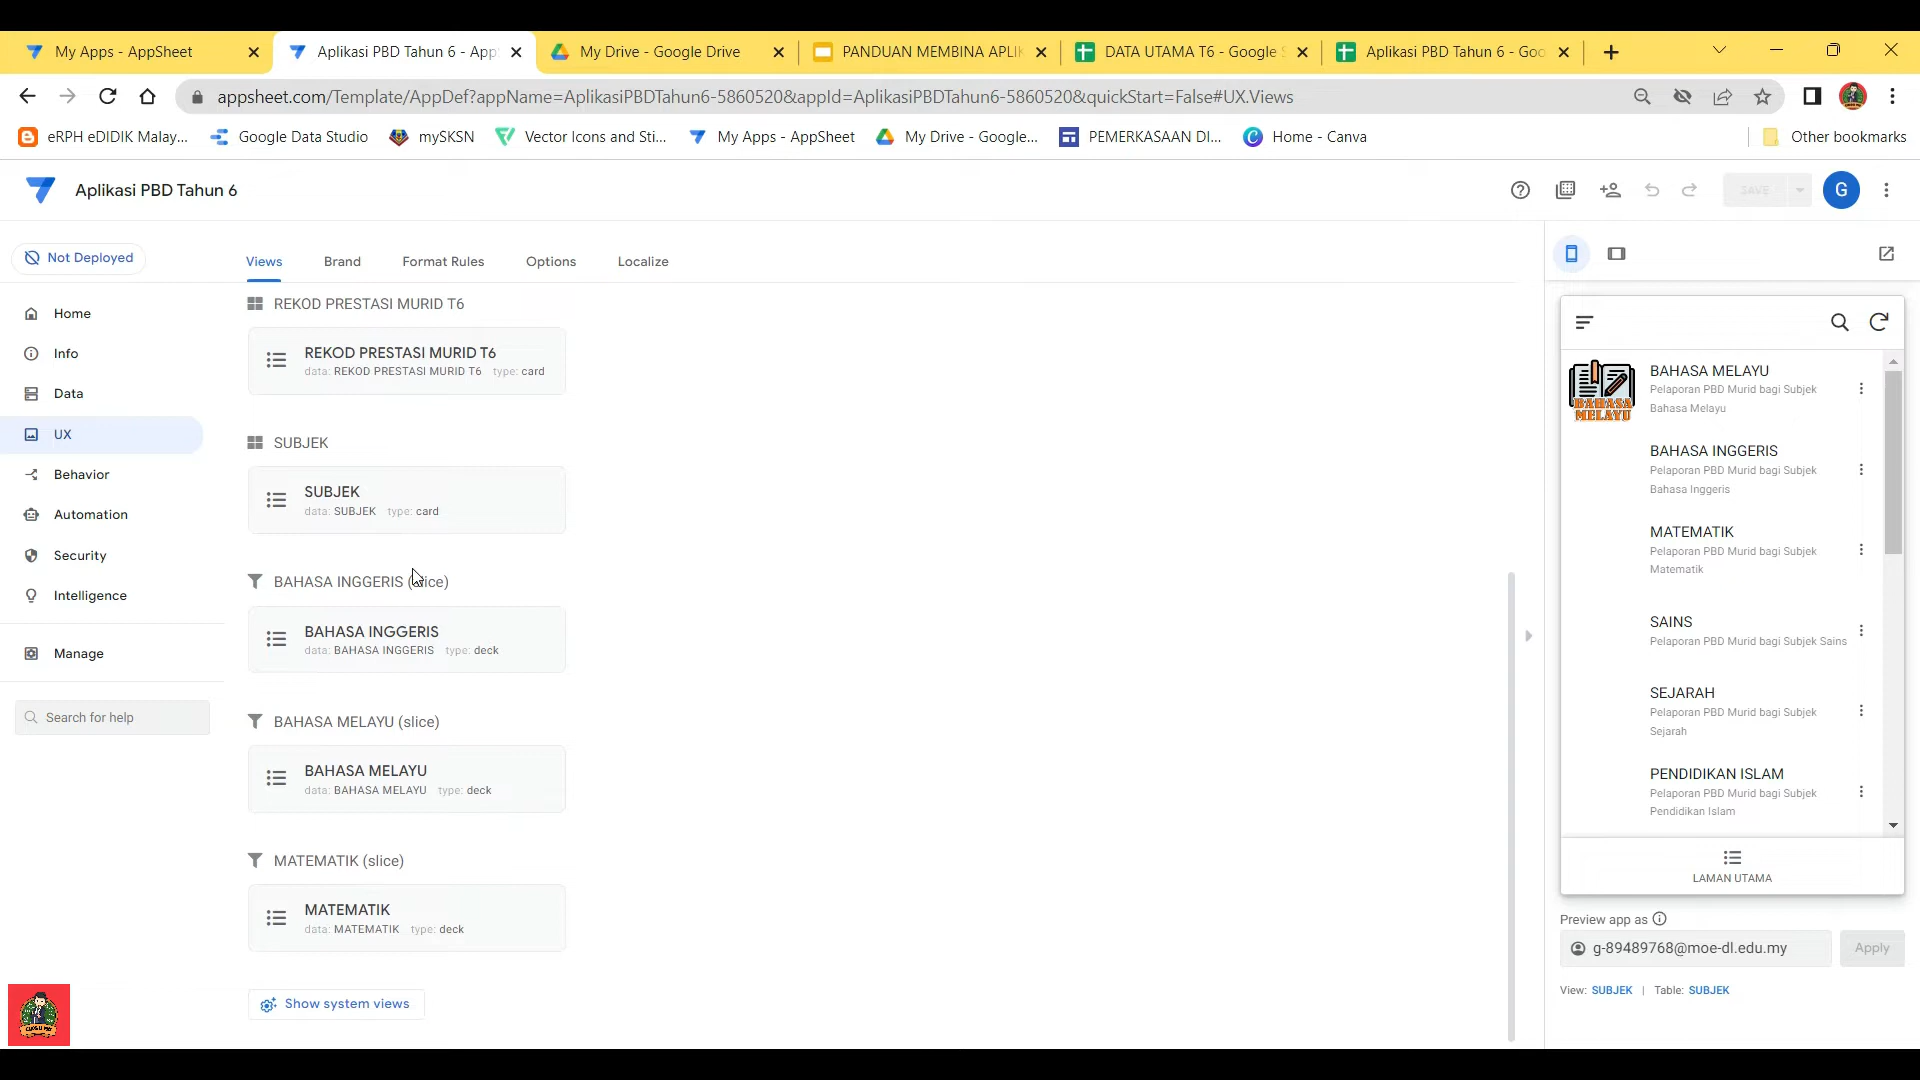 My Apps - AppSheet
Aplikasi PBD Tahun 6 - App
My Drive - Google Drive
PANDUAN MEMBINA APLIK
DATA UTAMA T6 - Google S
Aplikasi PBD Tahun 6 - Goo
appsheet.com/Template/AppDef?appName=AplikasiPBDTahun6-5860520&appId=AplikasiPBDTahun6-5860520&quickStart=False#UX.Views
eRPH eDIDIK Malay...
Google Data Studio
mySKSN
Vector Icons and Sti...
My Apps - AppSheet
My Drive - Google...
PEMERKASAAN DI...
Home - Canva
Other bookmarks
Aplikasi PBD Tahun 6
SAVE
G
Not Deployed
Home
Info
Data
UX
Behavior
Automation
Security
Intelligence
Manage
Search for help
Views
Brand
Format Rules
Options
Localize
REKOD PRESTASI MURID T6
REKOD PRESTASI MURID T6
data: REKOD PRESTASI MURID T6 type: card
SUBJEK
SUBJEK
data: SUBJEK type: card
BAHASA INGGERIS (slice)
BAHASA INGGERIS
data: BAHASA INGGERIS type: deck
BAHASA MELAYU (slice)
BAHASA MELAYU
data: BAHASA MELAYU type: deck
MATEMATIK (slice)
MATEMATIK
data: MATEMATIK type: deck
Show system views
BAHASA
MELAYU
BAHASA MELAYU
Pelaporan PBD Murid bagi Subjek
Bahasa Melayu
BAHASA INGGERIS
Pelaporan PBD Murid bagi Subjek
Bahasa Inggeris
MATEMATIK
Pelaporan PBD Murid bagi Subjek
Matematik
SAINS
Pelaporan PBD Murid bagi Subjek Sains
SEJARAH
Pelaporan PBD Murid bagi Subjek
Sejarah
PENDIDIKAN ISLAM
Pelaporan PBD Murid bagi Subjek
Pendidikan Islam
LAMAN UTAMA
Preview app as
g-89489768@moe-dl.edu.my
Apply
View: SUBJEK | Table: SUBJEK